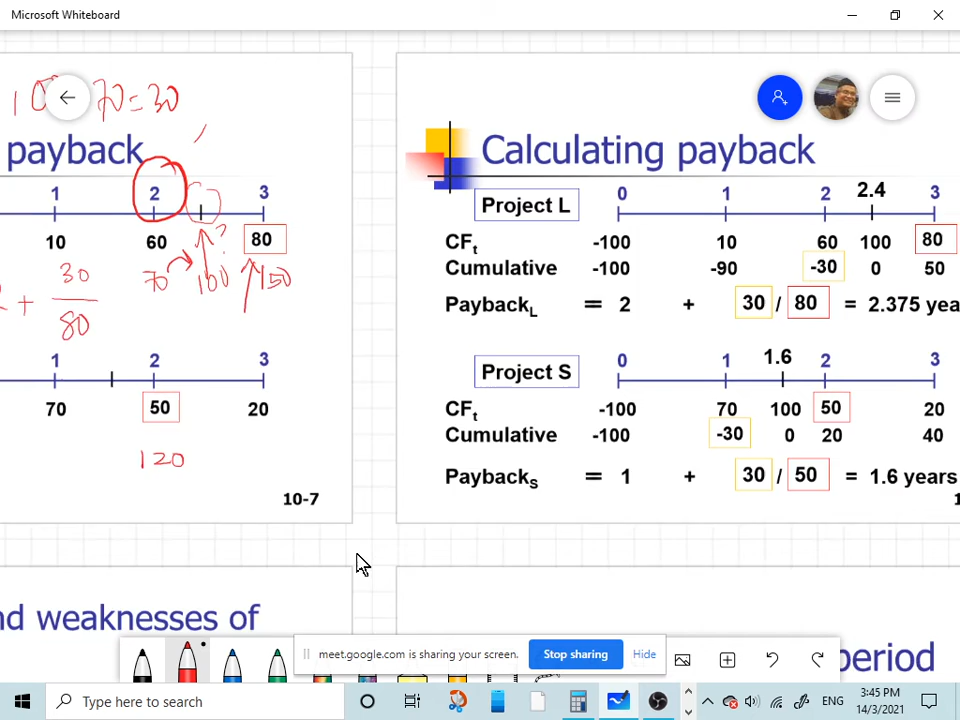 Microsoft Whiteboard
70=30
payback
1 2 3
10 60 80
70 100 ? 150
+ 30
80
1 2 3
70 50 20
120
10-7
Calculating payback
Project L 0 1 2 2.4 3
CFt -100 10 60 100 80
Cumulative -100 -90 -30 0 50
PaybackL = 2 + 30 / 80 = 2.375 yea
Project S 0 1 1.6 2 3
CFt -100 70 100 50 20
Cumulative -100 -30 0 20 40
PaybackS = 1 + 30 / 50 = 1.6 years
1
nd weaknesses of
period
meet.google.com is sharing your screen. Stop sharing Hide
Type here to search
ENG
3:45 PM
14/3/2021